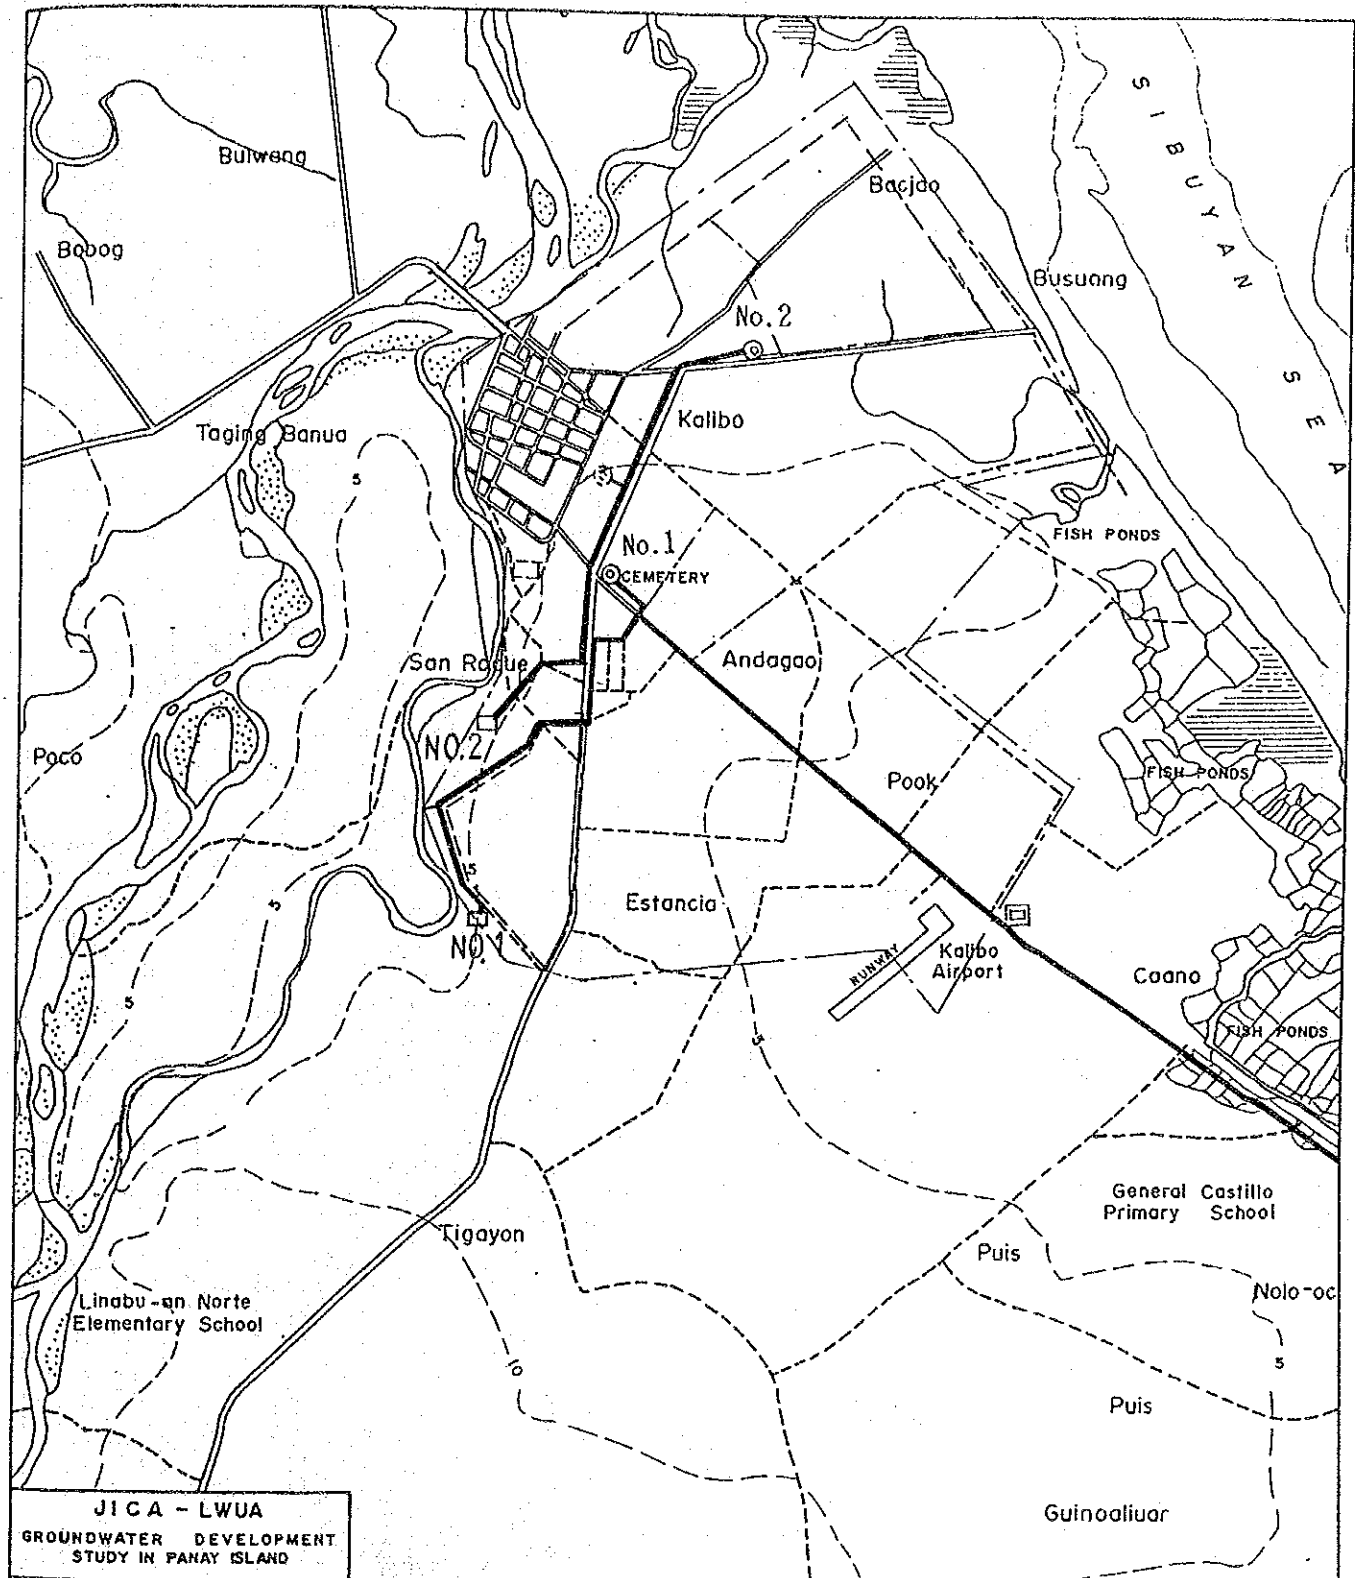 SIBUYAN SEA
Bulwang
Bacjao
Bobog
Busuang
No.2
Kalibo
Taging Banua
5
FISH PONDS
No.1
CEMETERY
San Roque
Andagao
NO.2
Poco
Pook
FISH PONDS
5
5
Estancia
NO.1
RUNWAY
Kalibo
Airport
Caano
5
FISH PONDS
5
General Castillo
Primary School
Tigayon
Puis
Nolo-oc
Linabu-an Norte
Elementary School
10
5
Puis
Guinoaliuar
JICA - LWUA
GROUNDWATER DEVELOPMENT
STUDY IN PANAY ISLAND